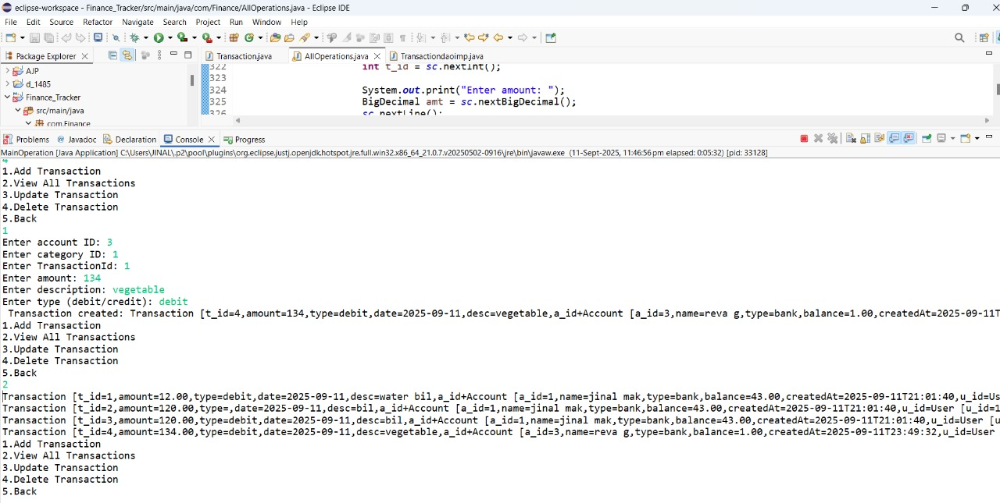 eclipse-workspace - Finance_Tracker/src/main/java/com/Finance/AllOperations.java - Eclipse IDE
File Edit Source Refactor Navigate Search Project Run Window Help
Package Explorer
Transaction.java AllOperations.java Transactiondaoimp.java
AJP
d_1485
Finance_Tracker
src/main/java
com.Finance
322 int t_id = sc.nextInt();
323
324 System.out.print("Enter amount: ");
325 BigDecimal amt = sc.nextBigDecimal();
326 sc.nextLine();
Problems @ Javadoc Declaration Console Progress
MainOperation [Java Application] C:\Users\JINAL\.p2\pool\plugins\org.eclipse.justj.openjdk.hotspot.jre.full.win32.x86_64_21.0.7.v20250502-0916\jre\bin\javaw.exe (11-Sept-2025, 11:46:56 pm elapsed: 0:05:32) [pid: 33128]
4
1.Add Transaction
2.View All Transactions
3.Update Transaction
4.Delete Transaction
5.Back
1
Enter account ID: 3
Enter category ID: 1
Enter TransactionId: 1
Enter amount: 134
Enter description: vegetable
Enter type (debit/credit): debit
Transaction created: Transaction [t_id=4,amount=134,type=debit,date=2025-09-11,desc=vegetable,a_id+Account [a_id=3,name=reva g,type=bank,balance=1.00,createdAt=2025-09-11T
1.Add Transaction
2.View All Transactions
3.Update Transaction
4.Delete Transaction
5.Back
2
Transaction [t_id=1,amount=12.00,type=debit,date=2025-09-11,desc=water bil,a_id+Account [a_id=1,name=jinal mak,type=bank,balance=43.00,createdAt=2025-09-11T21:01:40,u_id=Us
Transaction [t_id=2,amount=120.00,type=,date=2025-09-11,desc=bil,a_id+Account [a_id=1,name=jinal mak,type=bank,balance=43.00,createdAt=2025-09-11T21:01:40,u_id=User [u_id=1
Transaction [t_id=3,amount=120.00,type=debit,date=2025-09-11,desc=bil,a_id+Account [a_id=1,name=jinal mak,type=bank,balance=43.00,createdAt=2025-09-11T21:01:40,u_id=User [u
Transaction [t_id=4,amount=134.00,type=debit,date=2025-09-11,desc=vegetable,a_id+Account [a_id=3,name=reva g,type=bank,balance=1.00,createdAt=2025-09-11T23:49:32,u_id=User
1.Add Transaction
2.View All Transactions
3.Update Transaction
4.Delete Transaction
5.Back